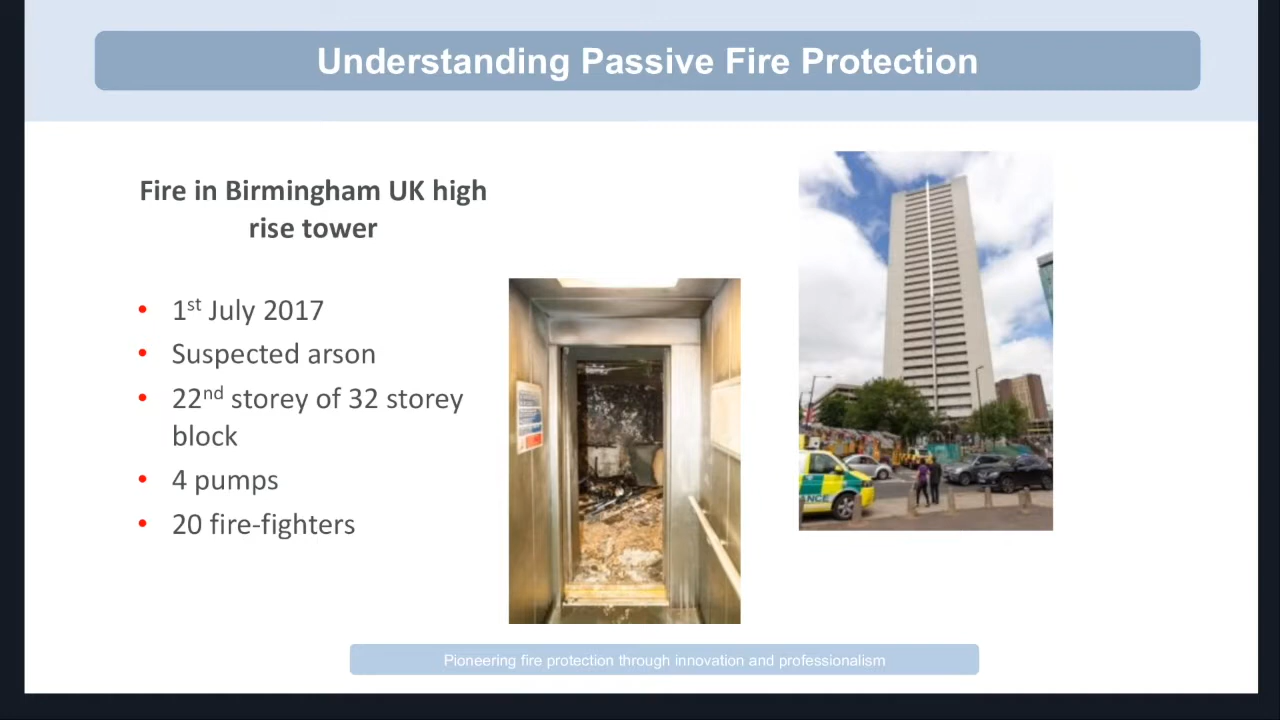 Understanding Passive Fire Protection
Fire in Birmingham UK high
rise tower
• 1st July 2017
• Suspected arson
• 22nd storey of 32 storey
block
• 4 pumps
• 20 fire-fighters
ANCE
Pioneering fire protection through innovation and professionalism